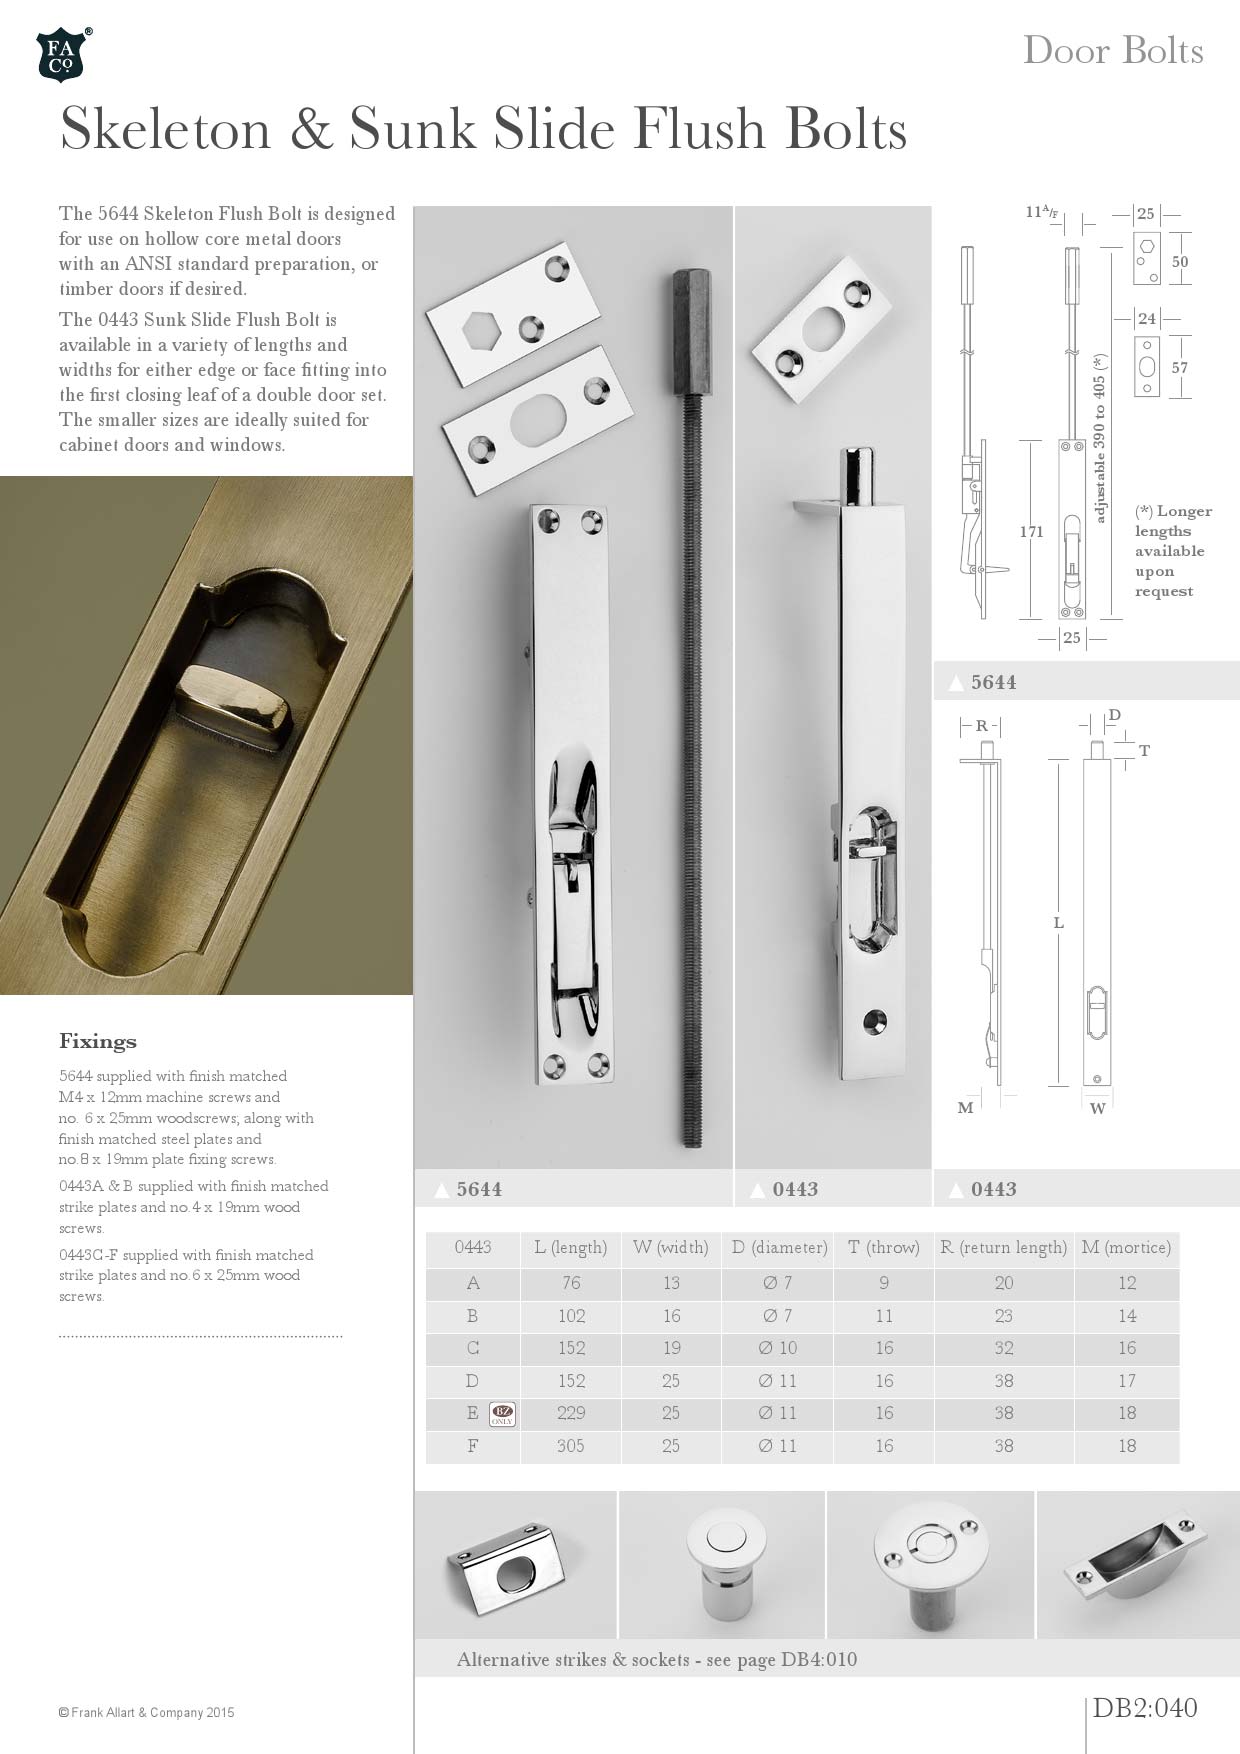 FA
Co.
®
Door Bolts
Skeleton & Sunk Slide Flush Bolts
The 5644 Skeleton Flush Bolt is designed
for use on hollow core metal doors
with an ANSI standard preparation, or
timber doors if desired.
The 0443 Sunk Slide Flush Bolt is
available in a variety of lengths and
widths for either edge or face fitting into
the first closing leaf of a double door set.
The smaller sizes are ideally suited for
cabinet doors and windows.
11 A/F
25
50
24
57
adjustable 390 to 405 (*)
171
(*) Longer
lengths
available
upon
request
25
5644
R
D
T
L
M
W
Fixings
5644 supplied with finish matched
M4 x 12mm machine screws and
no. 6 x 25mm woodscrews; along with
finish matched steel plates and
no.8 x 19mm plate fixing screws.
0443A & B supplied with finish matched
strike plates and no.4 x 19mm wood
screws.
0443C-F supplied with finish matched
strike plates and no.6 x 25mm wood
screws.
5644 0443 0443
0443 L (length) W (width) D (diameter) T (throw) R (return length) M (mortice)
A 76 13 Ø 7 9 20 12
B 102 16 Ø 7 11 23 14
C 152 19 Ø 10 16 32 16
D 152 25 Ø 11 16 38 17
E BZ ONLY 229 25 Ø 11 16 38 18
F 305 25 Ø 11 16 38 18
Alternative strikes & sockets - see page DB4:010
© Frank Allart & Company 2015
DB2:040